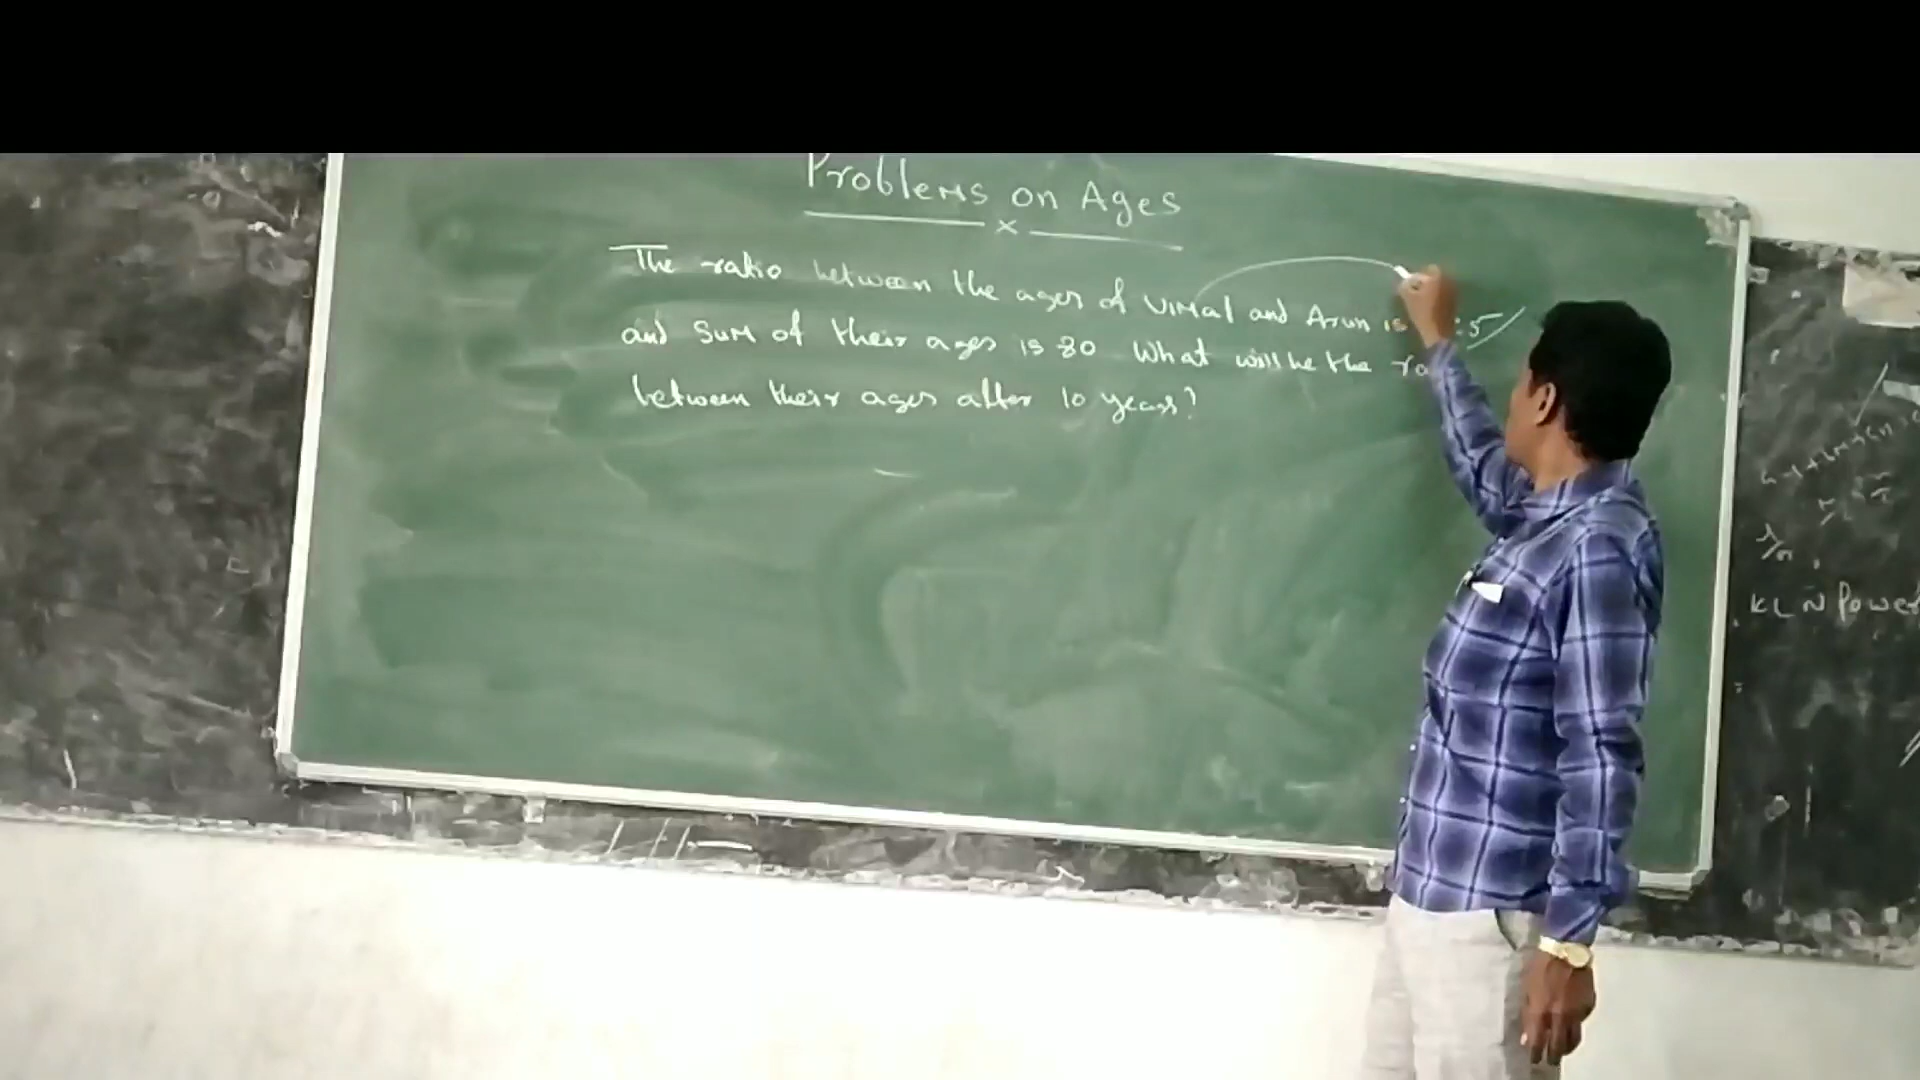 Problems on Ages
The ratio between the ages of Vimal and Arun is :5
and sum of their ages is 80 What will be the
between their ages after 10 years?
KLN Power